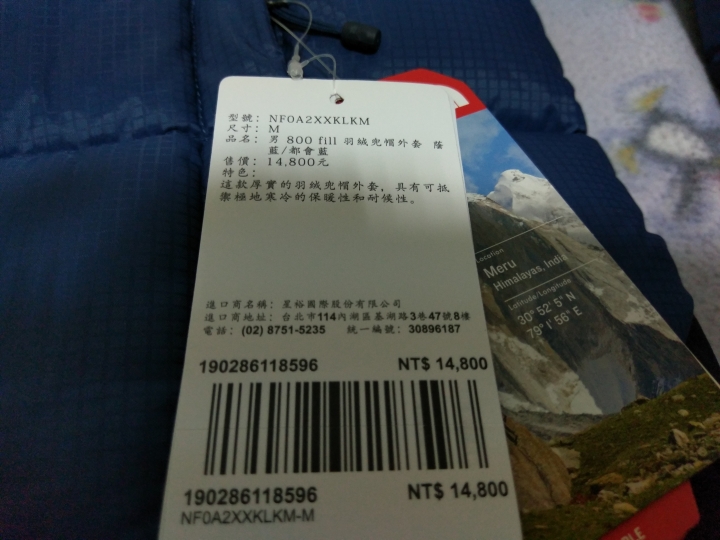 型號: NF0A2XXKLKM
尺寸: M
品名: 男 800 fill 羽絨兜帽外套 蔭
藍/都會藍
售價: 14,800元
特色:
這款厚實的羽絨兜帽外套,具有可抵
禦極地寒冷的保暖性和耐候性。
進口商名稱: 星裕國際股份有限公司
進口商地址: 台北市114內湖區基湖路3巷47號8樓
電話: (02) 8751-5235 統一編號: 30896187
190286118596 NT$ 14,800
190286118596 NT$ 14,800
NF0A2XXKLKM-M
Location
Meru
Himalayas, India
Latitude/Longitude
30° 52' 5" N
79° 1' 56" E